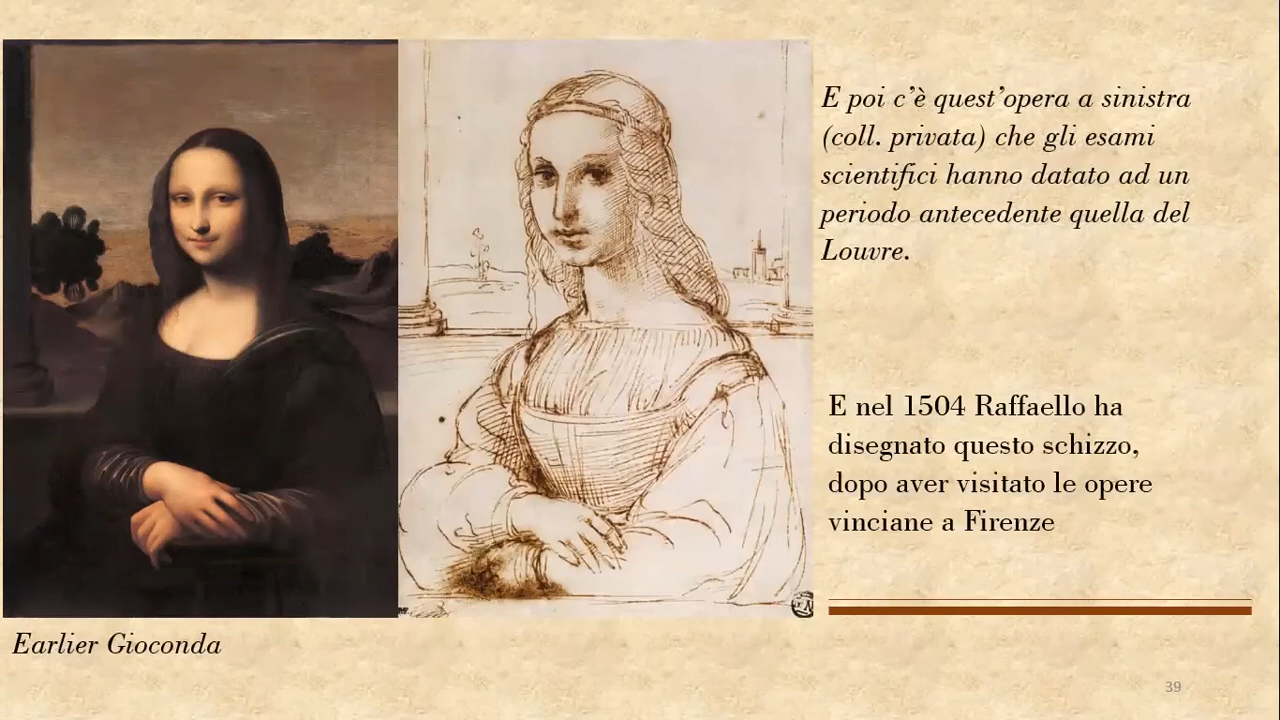 E poi c’è quest’opera a sinistra
(coll. privata) che gli esami
scientifici hanno datato ad un
periodo antecedente quella del
Louvre.
E nel 1504 Raffaello ha
disegnato questo schizzo,
dopo aver visitato le opere
vinciane a Firenze
Earlier Gioconda
39